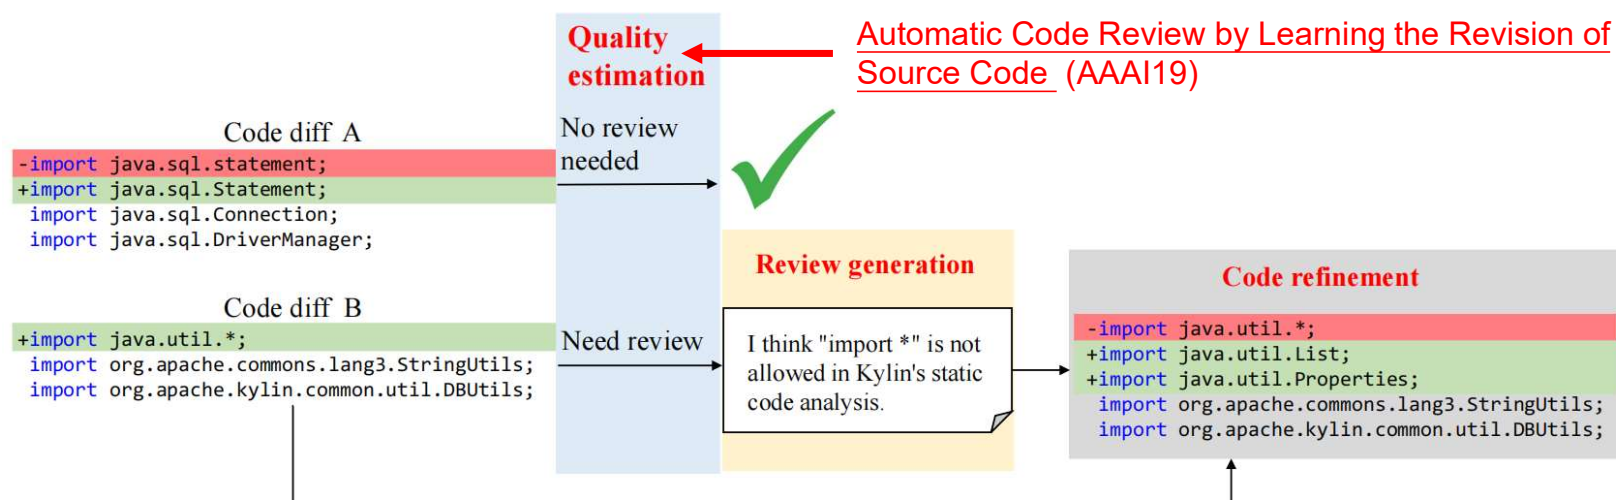 Quality
estimation
Automatic Code Review by Learning the Revision of
Source Code (AAAI19)
Code diff A
-import java.sql.statement;
+import java.sql.Statement;
import java.sql.Connection;
import java.sql.DriverManager;
No review
needed
Code diff B
+import java.util.*;
import org.apache.commons.lang3.StringUtils;
import org.apache.kylin.common.util.DBUtils;
Need review
Review generation
I think "import *" is not
allowed in Kylin's static
code analysis.
Code refinement
-import java.util.*;
+import java.util.List;
+import java.util.Properties;
import org.apache.commons.lang3.StringUtils;
import org.apache.kylin.common.util.DBUtils;